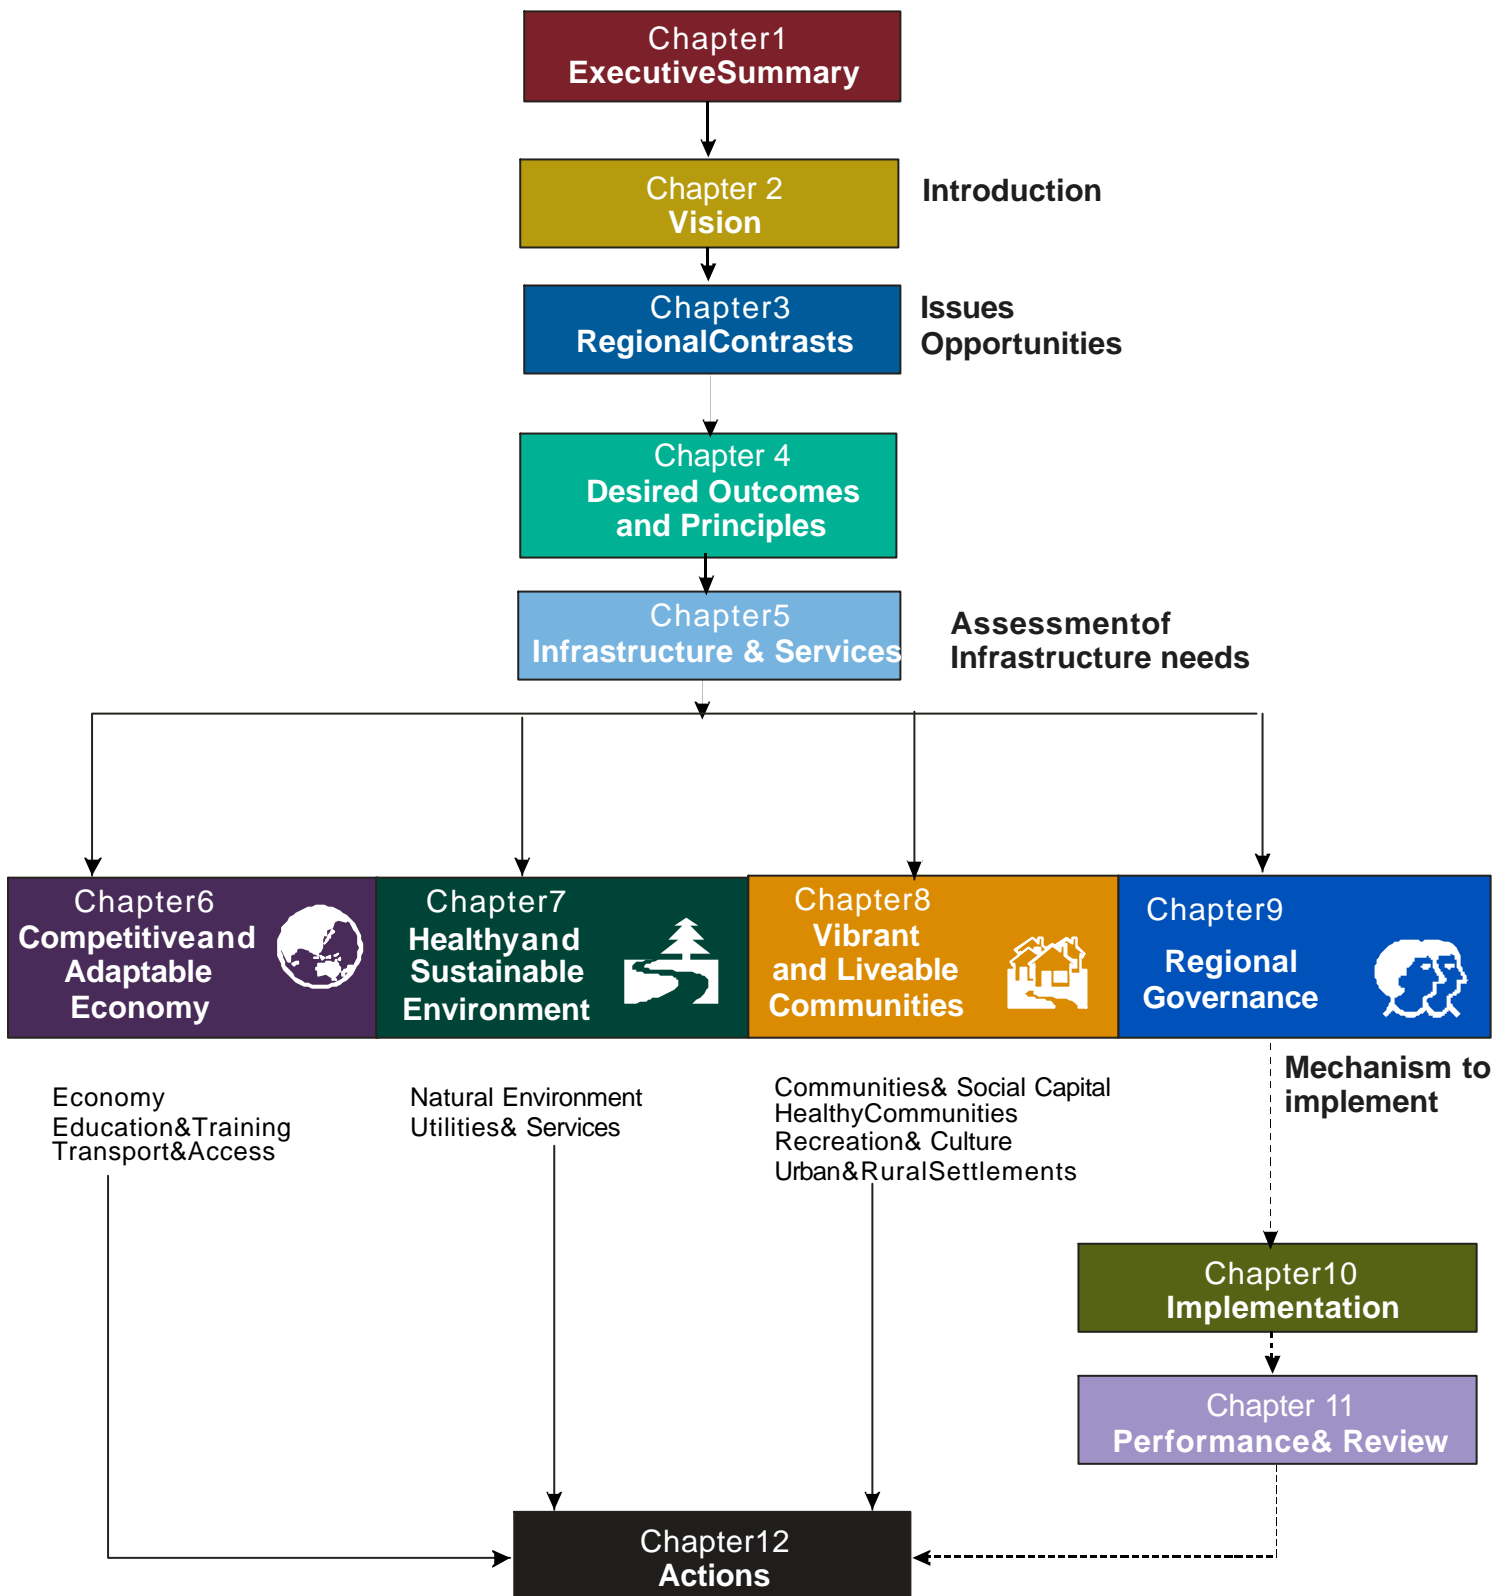 Chapter1
ExecutiveSummary
Chapter 2
Vision
Introduction
Chapter3
RegionalContrasts
Issues
Opportunities
Chapter 4
Desired Outcomes
and Principles
Chapter5
Infrastructure & Services
Assessmentof
Infrastructure needs
Chapter6
Competitiveand
Adaptable
Economy
Chapter7
Healthyand
Sustainable
Environment
Chapter8
Vibrant
and Liveable
Communities
Chapter9
Regional
Governance
Economy
Education&Training
Transport&Access
Natural Environment
Utilities& Services
Communities& Social Capital
HealthyCommunities
Recreation& Culture
Urban&RuralSettlements
Mechanism to
implement
Chapter10
Implementation
Chapter 11
Performance& Review
Chapter12
Actions